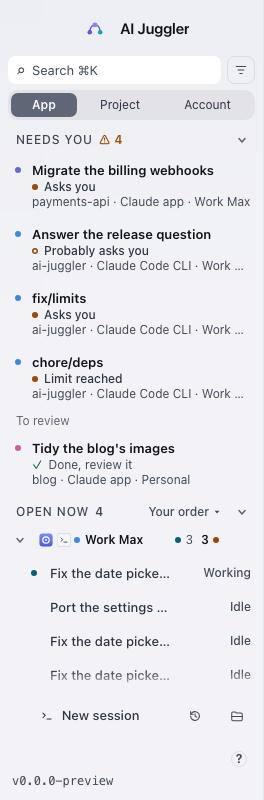 AI Juggler
Search ⌘K
App Project Account
NEEDS YOU 4
Migrate the billing webhooks
Asks you
payments-api · Claude app · Work Max
Answer the release question
Probably asks you
ai-juggler · Claude Code CLI · Work ...
fix/limits
Asks you
ai-juggler · Claude Code CLI · Work ...
chore/deps
Limit reached
ai-juggler · Claude Code CLI · Work ...
To review
Tidy the blog's images
Done, review it
blog · Claude app · Personal
OPEN NOW 4 Your order
Work Max 3 3
Fix the date picke... Working
Port the settings ... Idle
Fix the date picke... Idle
Fix the date picke... Idle
New session
?
v0.0.0-preview